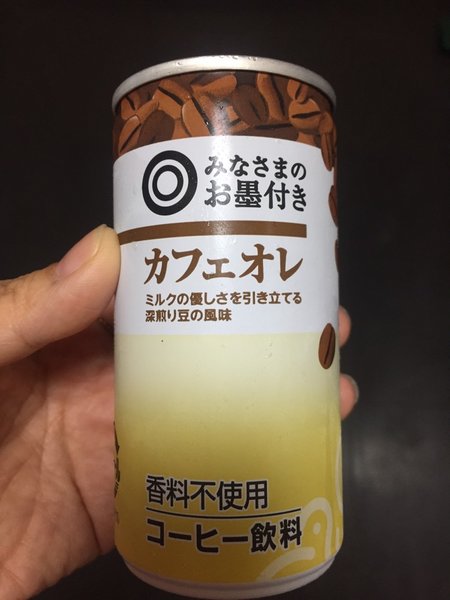 みなさまの
お墨付き
カフェオレ
ミルクの優しさを引き立てる
深煎り豆の風味
香料不使用
コーヒー飲料